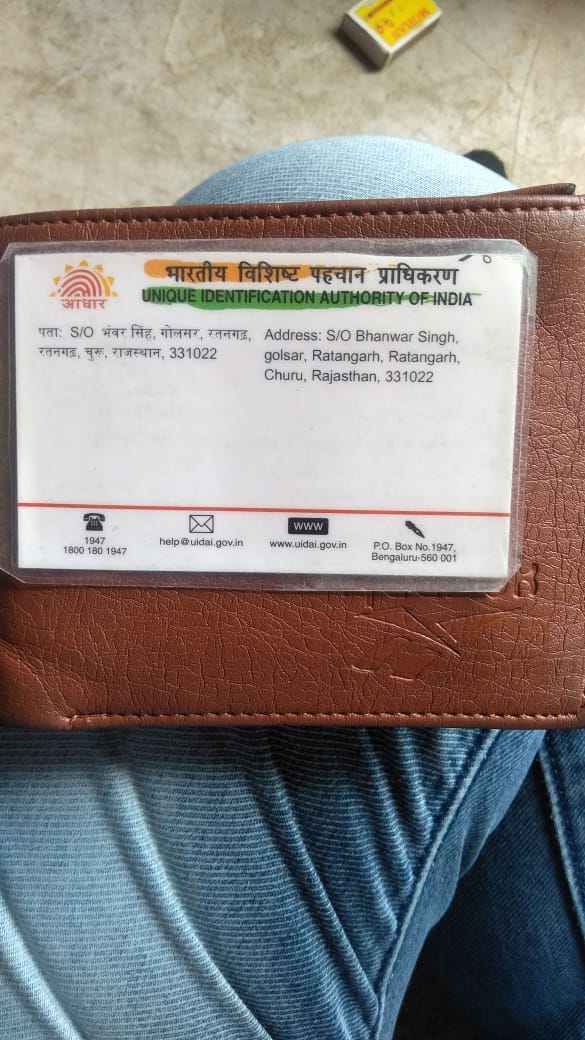 MORHAN
भारतीय विशिष्ट पहचान प्राधिकरण
UNIQUE IDENTIFICATION AUTHORITY OF INDIA
आधार
पता: S/O भंवर सिंह, गोलसर, रतनगढ़,
रतनगढ़, चुरू, राजस्थान, 331022
Address: S/O Bhanwar Singh,
golsar, Ratangarh, Ratangarh,
Churu, Rajasthan, 331022
1947
1800 180 1947
help@uidai.gov.in
www
www.uidai.gov.in
P.O. Box No.1947,
Bengaluru-560 001